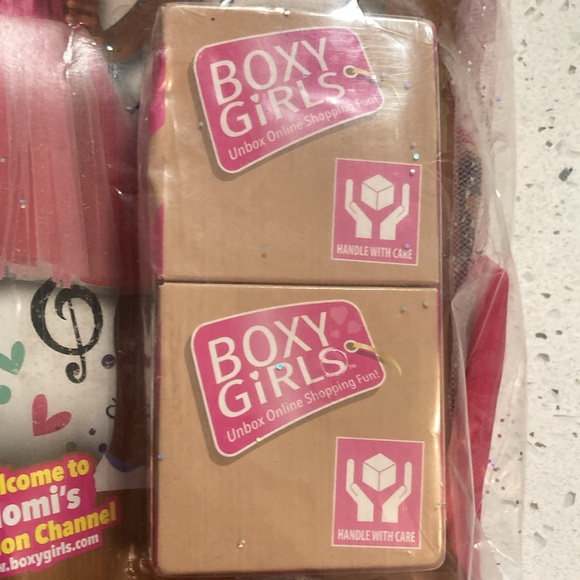 BOXY
GiRLS
Unbox Online Shopping Fun!
HANDLE WITH CARE
BOXY
GiRLS
Unbox Online Shopping Fun!
HANDLE WITH CARE
lcome to
omi's
on Channel
w.boxygirls.com